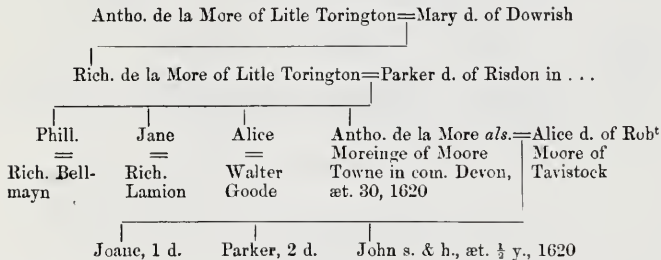 Antho. de la More of Litle Torington=Mary d. of Dowrish
Rich. de la More of Litle Torington=Parker d. of Risdon in . . .
Phill. Jane Alice Antho. de la More als.=Alice d. of Robt
= = = Moreinge of Moore Moore of
Rich. Bell- Rich. Walter Towne in com. Devon, Tavistock
mayn Lamion Goode æt. 30, 1620
Joane, 1 d. Parker, 2 d. John s. & h., æt. ½ y., 1620